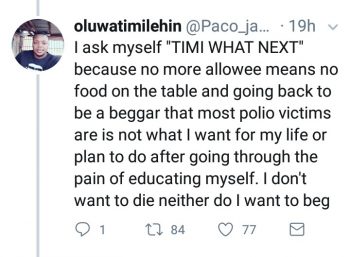 oluwatimilehin @Paco_ja... · 19h
I ask myself "TIMI WHAT NEXT"
because no more allowee means no
food on the table and going back to
be a beggar that most polio victims
are is not what I want for my life or
plan to do after going through the
pain of educating myself. I don't
want to die neither do I want to beg
1 84 77